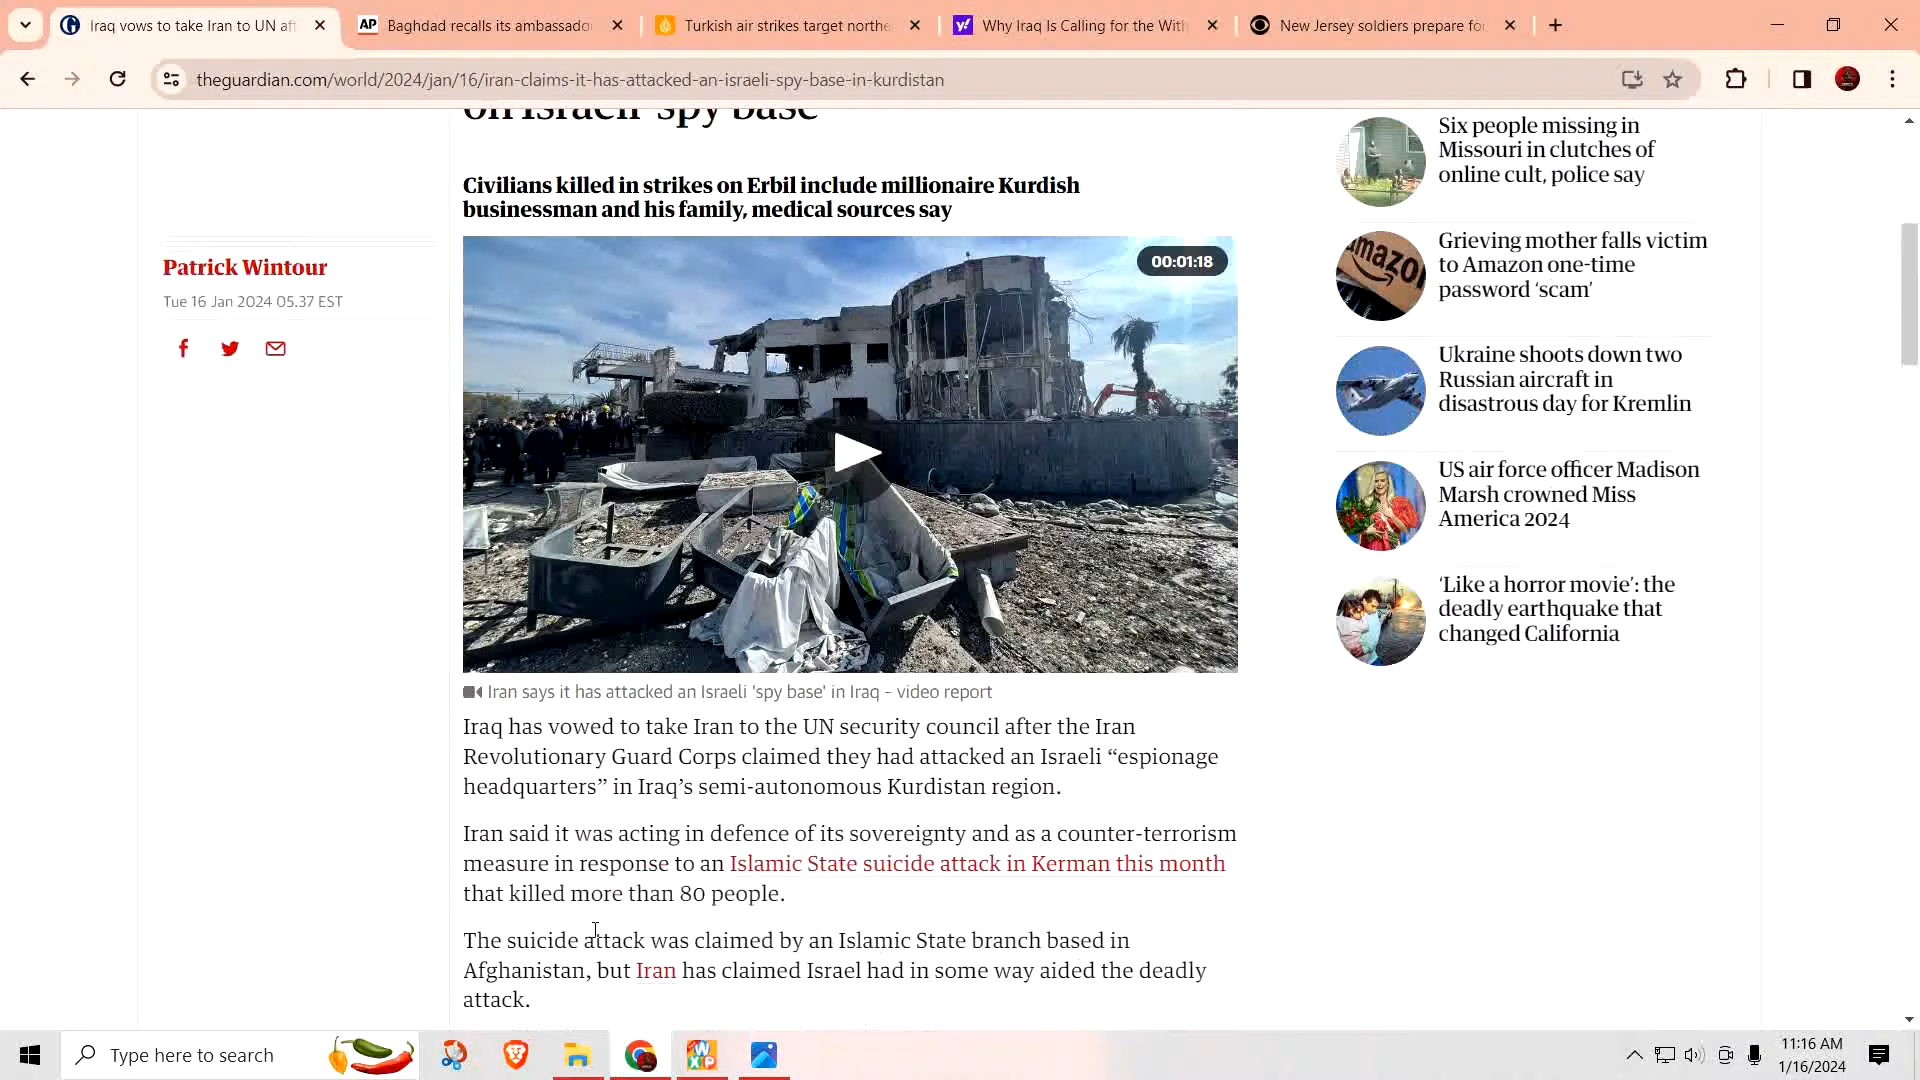 Iraq vows to take Iran to UN af
AP
Baghdad recalls its ambassado
Turkish air strikes target northe
y!
Why Iraq Is Calling for the With
New Jersey soldiers prepare fo
theguardian.com/world/2024/jan/16/iran-claims-it-has-attacked-an-israeli-spy-base-in-kurdistan
on Israeli 'spy base'
Civilians killed in strikes on Erbil include millionaire Kurdish
businessman and his family, medical sources say
Patrick Wintour
Tue 16 Jan 2024 05.37 EST
00:01:18
Iran says it has attacked an Israeli 'spy base' in Iraq – video report
Iraq has vowed to take Iran to the UN security council after the Iran
Revolutionary Guard Corps claimed they had attacked an Israeli “espionage
headquarters” in Iraq’s semi-autonomous Kurdistan region.
Iran said it was acting in defence of its sovereignty and as a counter-terrorism
measure in response to an Islamic State suicide attack in Kerman this month
that killed more than 80 people.
The suicide attack was claimed by an Islamic State branch based in
Afghanistan, but Iran has claimed Israel had in some way aided the deadly
attack.
Six people missing in
Missouri in clutches of
online cult, police say
amazo
Grieving mother falls victim
to Amazon one-time
password ‘scam’
Ukraine shoots down two
Russian aircraft in
disastrous day for Kremlin
US air force officer Madison
Marsh crowned Miss
America 2024
‘Like a horror movie’: the
deadly earthquake that
changed California
Type here to search
W
XP
11:16 AM
1/16/2024